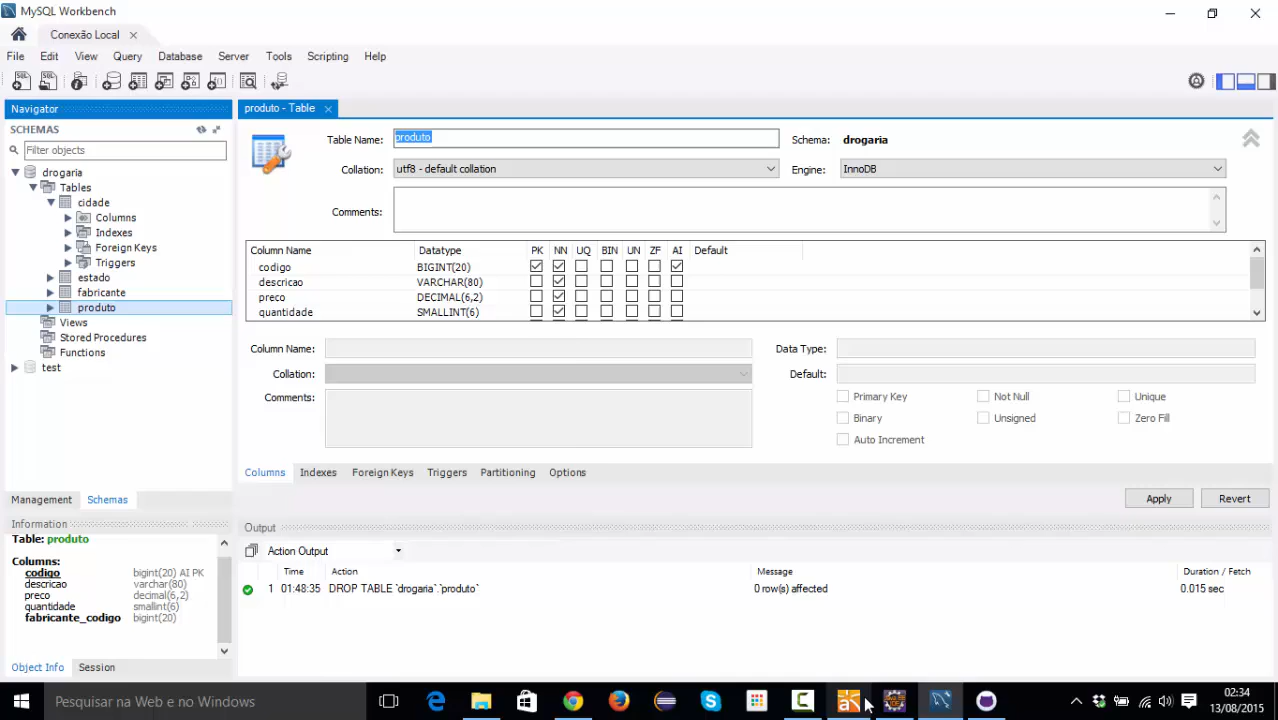 MySQL Workbench
Conexão Local
File Edit View Query Database Server Tools Scripting Help
Navigator
SCHEMAS
Filter objects
drogaria
Tables
cidade
Columns
Indexes
Foreign Keys
Triggers
estado
fabricante
produto
Views
Stored Procedures
Functions
test
Management Schemas
Information
Table: produto
Columns:
codigo bigint(20) AI PK
descricao varchar(80)
preco decimal(6,2)
quantidade smallint(6)
fabricante_codigo bigint(20)
Object Info Session
produto - Table
Table Name: produto Schema: drogaria
Collation: utf8 - default collation Engine: InnoDB
Comments:
Column Name Datatype PK NN UQ BIN UN ZF AI Default
codigo BIGINT(20)
descricao VARCHAR(80)
preco DECIMAL(6,2)
quantidade SMALLINT(6)
Column Name: Data Type:
Collation: Default:
Comments: Primary Key Not Null Unique
Binary Unsigned Zero Fill
Auto Increment
Columns Indexes Foreign Keys Triggers Partitioning Options
Apply Revert
Output
Action Output
Time Action Message Duration / Fetch
1 01:48:35 DROP TABLE `drogaria`.`produto` 0 row(s) affected 0.015 sec
Pesquisar na Web e no Windows
02:34
13/08/2015